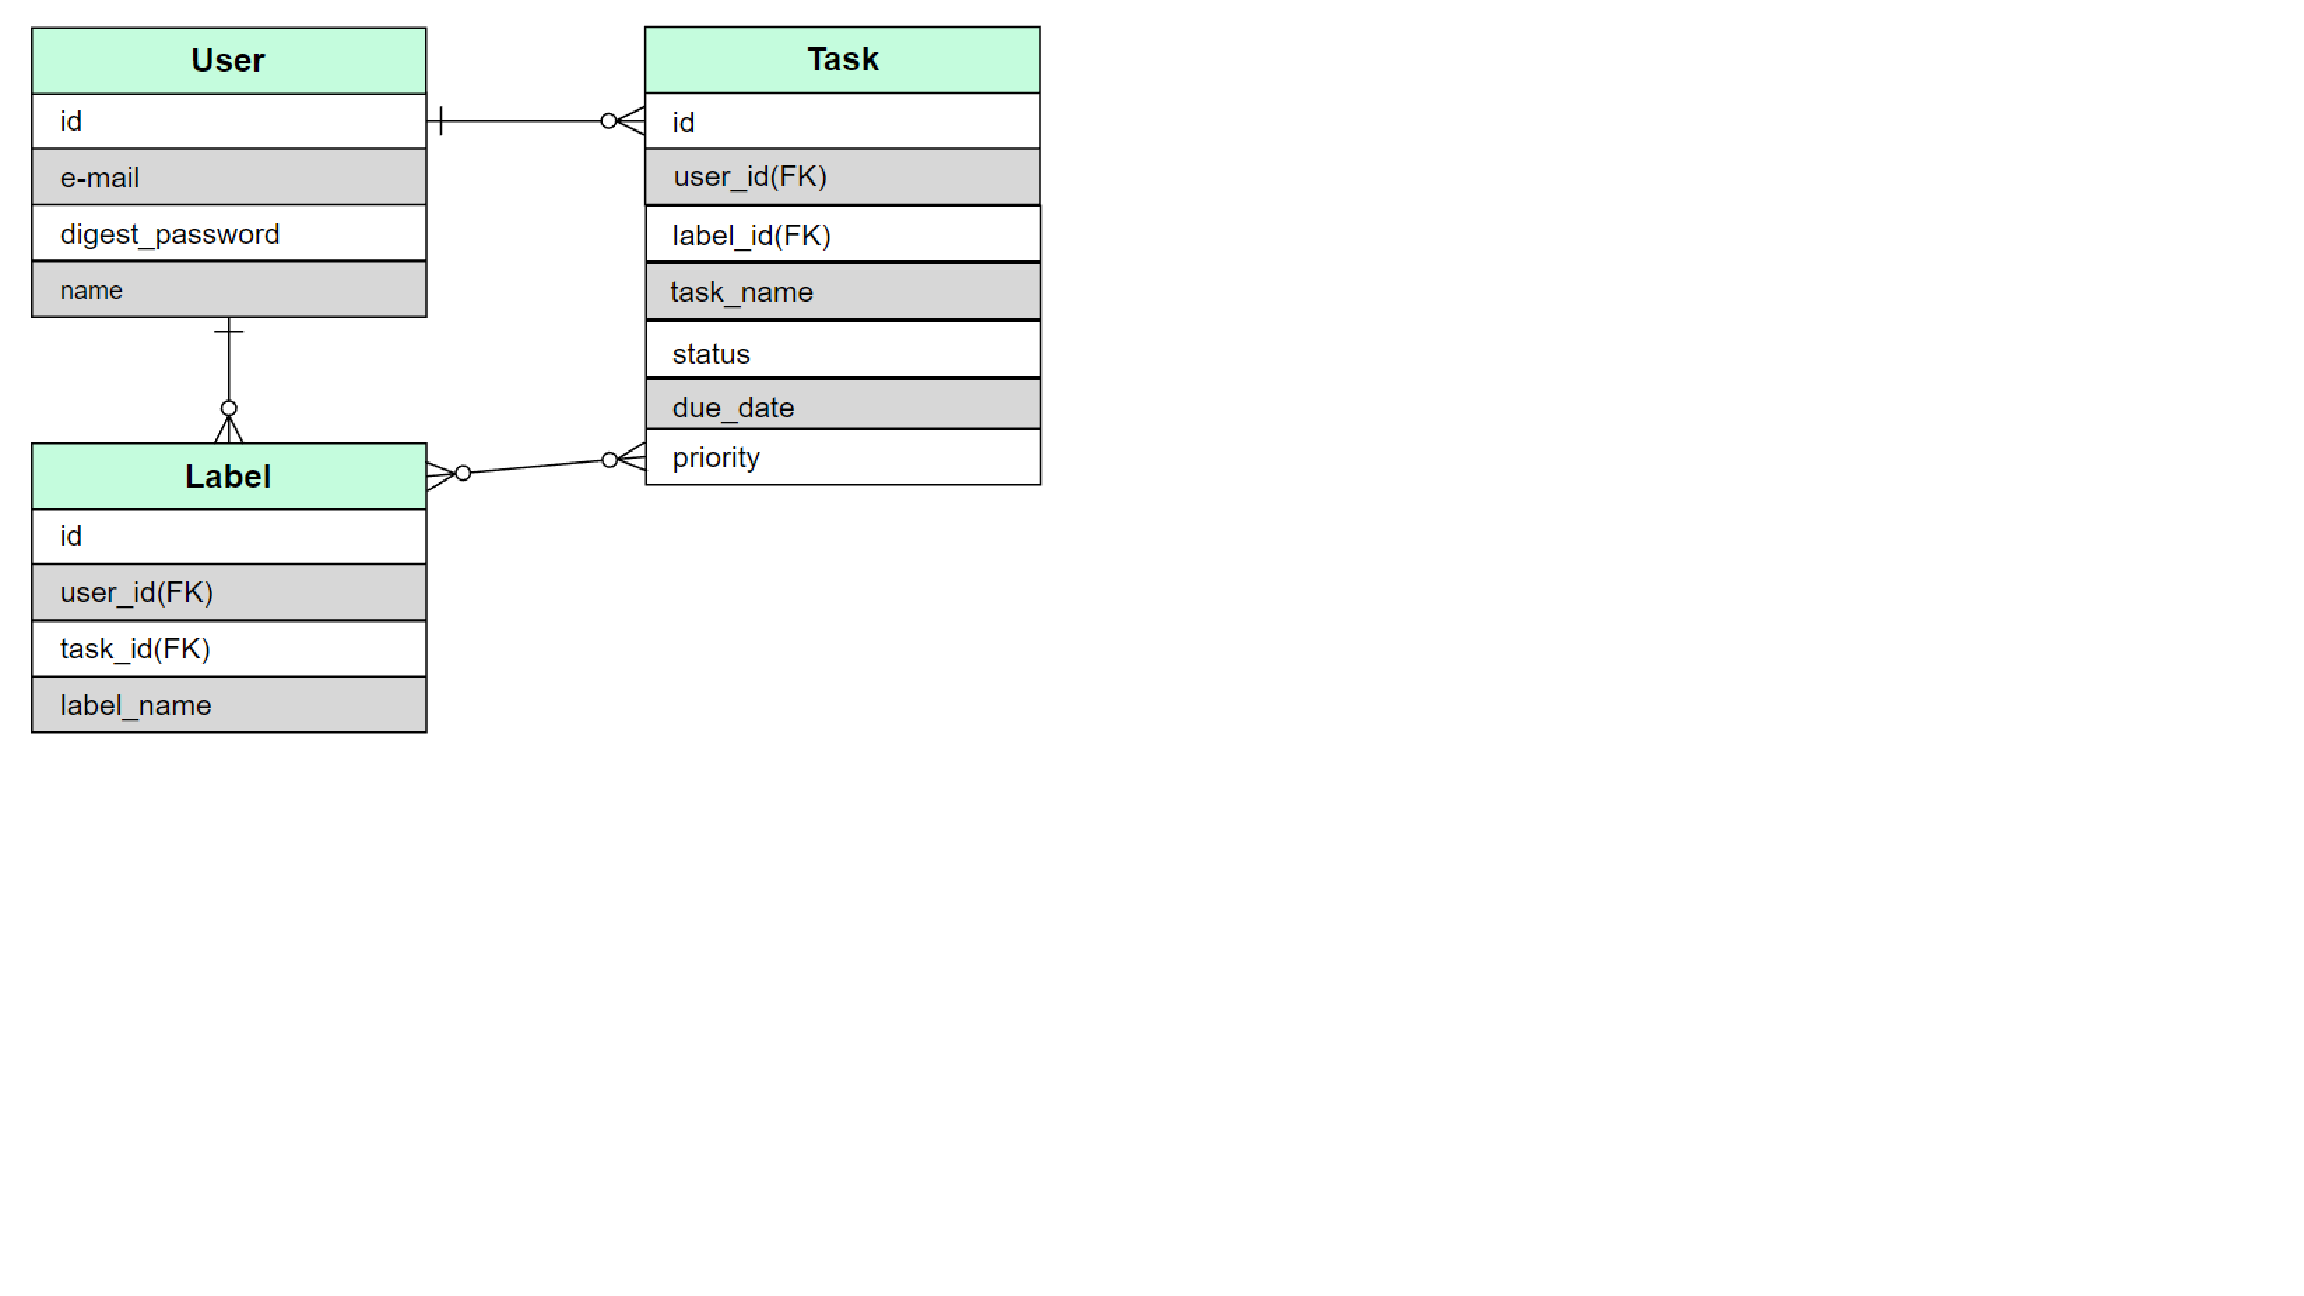 User
id
e-mail
digest_password
name
Task
id
user_id(FK)
label_id(FK)
task_name
status
due_date
priority
Label
id
user_id(FK)
task_id(FK)
label_name